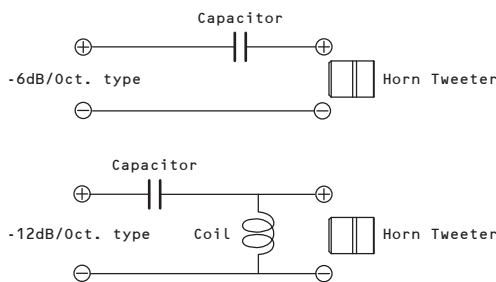 Capacitor
-6dB/Oct. type
Horn Tweeter
Capacitor
-12dB/Oct. type
Coil
Horn Tweeter